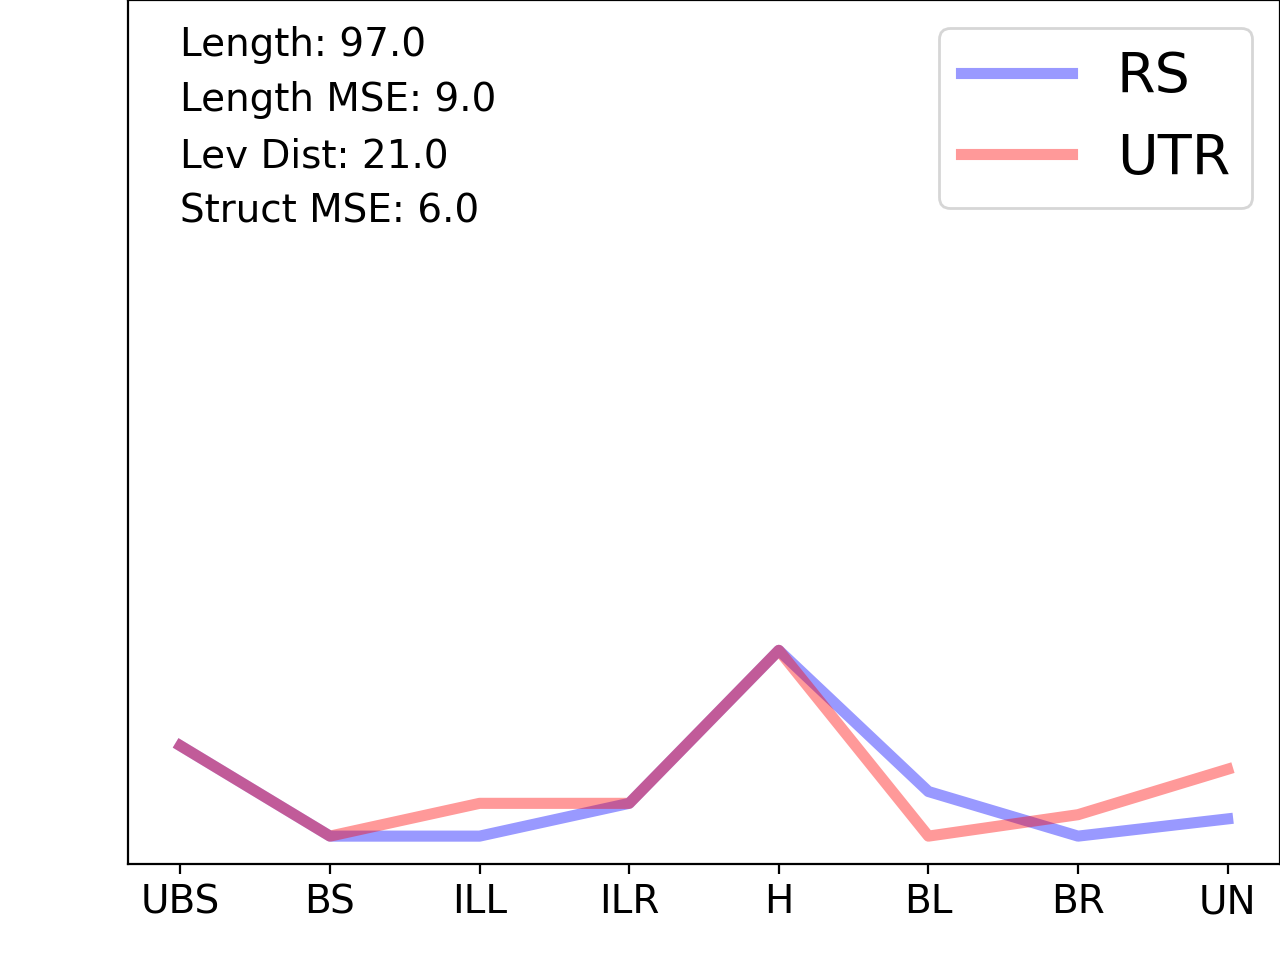 Length: 97.0
Length MSE: 9.0
Lev Dist: 21.0
Struct MSE: 6.0
RS
UTR
UBS BS ILL ILR H BL BR UN